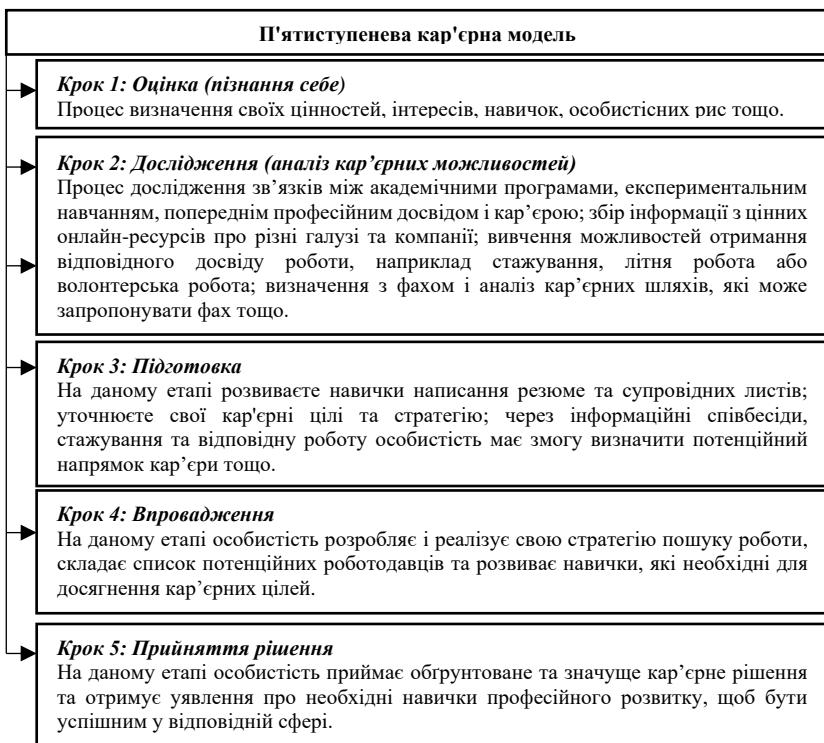 П'ятиступенева кар'єрна модель
Крок 1: Оцінка (пізнання себе)
Процес визначення своїх цінностей, інтересів, навичок, особистісних рис тощо.
Крок 2: Дослідження (аналіз кар’єрних можливостей)
Процес дослідження зв’язків між академічними програмами, експериментальним
навчанням, попереднім професійним досвідом і кар’єрою; збір інформації з цінних
онлайн-ресурсів про різні галузі та компанії; вивчення можливостей отримання
відповідного досвіду роботи, наприклад стажування, літня робота або
волонтерська робота; визначення з фахом і аналіз кар’єрних шляхів, які може
запропонувати фах тощо.
Крок 3: Підготовка
На даному етапі розвиваєте навички написання резюме та супровідних листів;
уточнюєте свої кар'єрні цілі та стратегію; через інформаційні співбесіди,
стажування та відповідну роботу особистість має змогу визначити потенційний
напрямок кар’єри тощо.
Крок 4: Впровадження
На даному етапі особистість розробляє і реалізує свою стратегію пошуку роботи,
складає список потенційних роботодавців та розвиває навички, які необхідні для
досягнення кар’єрних цілей.
Крок 5: Прийняття рішення
На даному етапі особистість приймає обґрунтоване та значуще кар’єрне рішення
та отримує уявлення про необхідні навички професійного розвитку, щоб бути
успішним у відповідній сфері.